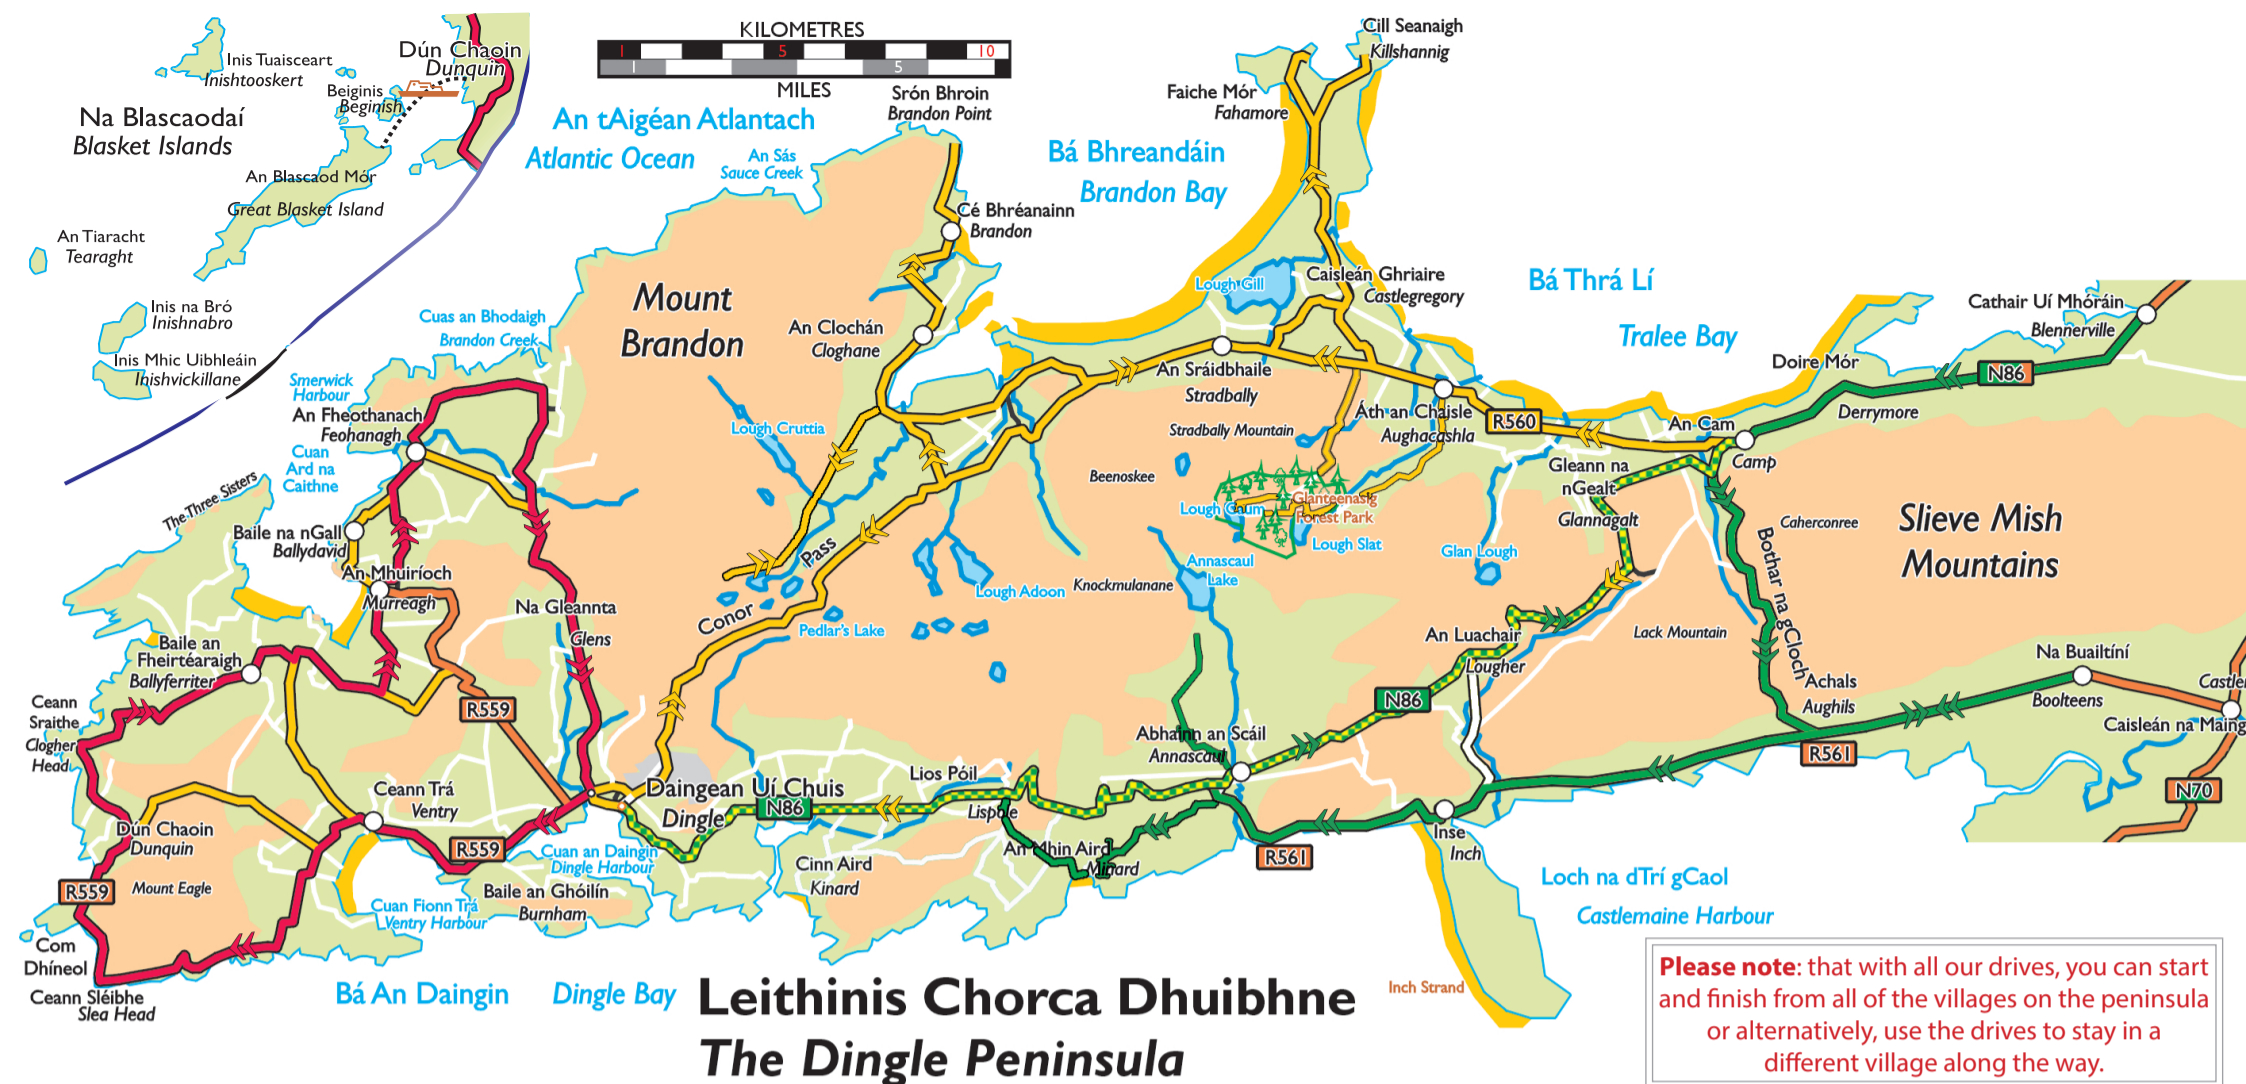 KILOMETRES
1 5 10
1 5
MILES
Inis Tuaisceart
Inishtooskert
Dún Chaoin
Dunquin
Beiginis
Beginish
Na Blascaodaí
Blasket Islands
An Blascaod Mór
Great Blasket Island
An Tiaracht
Tearaght
Inis na Bró
Inishnabro
Inis Mhic Uibhleáin
Inishvickillane
An tAigéan Atlantach
Atlantic Ocean
An Sás
Sauce Creek
Srón Bhroin
Brandon Point
Bá Bhreandáin
Brandon Bay
Cill Seanaigh
Killshannig
Faiche Mór
Fahamore
Cé Bhréanainn
Brandon
Mount
Brandon
Cuas an Bhodaigh
Brandon Creek
An Clochán
Cloghane
Lough Gill
Caisleán Ghriaire
Castlegregory
Bá Thrá Lí
Tralee Bay
Cathair Uí Mhóráin
Blennerville
N86
Doire Mór
Derrymore
Smerwick
Harbour
An Fheothanach
Feohanagh
Cuan
Ard na
Caithne
The Three Sisters
Lough Cruttia
An Sráidbhaile
Stradbally
Stradbally Mountain
Áth an Chaisle
Aughacashla
R560
An Cam
Camp
Beenoskee
Gleann na
nGealt
Glannagalt
Lough Caum
Glanteenasig
Forest Park
Lough Slat
Caherconree
Slieve Mish
Mountains
Bothar na gCloch
Baile na nGall
Ballydavid
An Mhuiríoch
Murreagh
Conor Pass
Lough Adoon
Knockmulanane
Annascaul
Lake
Glan Lough
Pedlar's Lake
Na Gleannta
Glens
Baile an
Fheirtéaraigh
Ballyferriter
An Luachair
Lougher
Lack Mountain
Na Buailtíní
Boolteens
Achals
Aughils
Castle
Caisleán na Maing
Ceann
Sraithe
Clogher
Head
R559
N86
Abhainn an Scáil
Annascaul
R561
N70
Ceann Trá
Ventry
Daingean Uí Chuis
Dingle
N86
Lios Póil
Lispole
Dún Chaoin
Dunquin
R559
Cuan an Daingin
Dingle Harbour
An Mhin Aird
Minard
R561
Inse
Inch
R559
Mount Eagle
Baile an Ghóilín
Burnham
Cinn Aird
Kinard
Cuan Fionn Trá
Ventry Harbour
Loch na dTrí gCaol
Castlemaine Harbour
Com
Dhíneol
Ceann Sléibhe
Slea Head
Bá An Daingin
Dingle Bay
Inch Strand
Leithinis Chorca Dhuibhne
The Dingle Peninsula
Please note: that with all our drives, you can start
and finish from all of the villages on the peninsula
or alternatively, use the drives to stay in a
different village along the way.